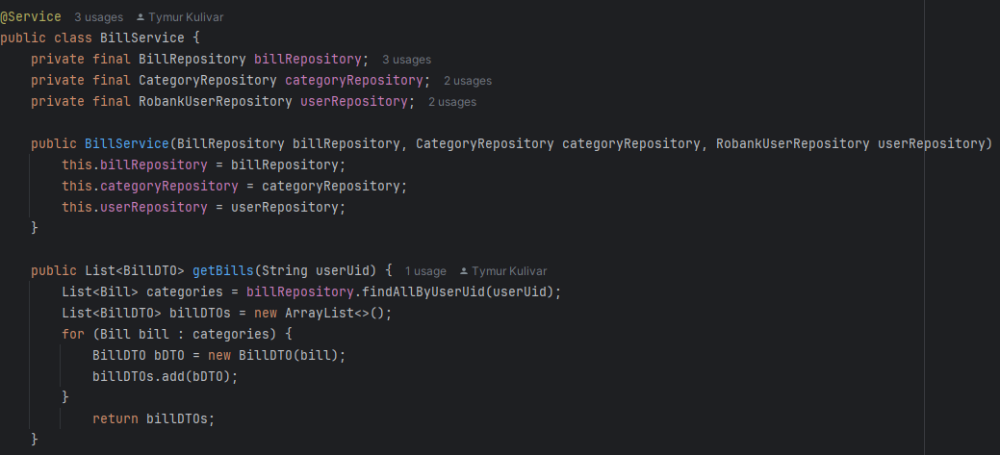 @Service 3 usages Tymur Kulivar
public class BillService {
    private final BillRepository billRepository; 3 usages
    private final CategoryRepository categoryRepository; 2 usages
    private final RobankUserRepository userRepository; 2 usages

    public BillService(BillRepository billRepository, CategoryRepository categoryRepository, RobankUserRepository userRepository)
        this.billRepository = billRepository;
        this.categoryRepository = categoryRepository;
        this.userRepository = userRepository;
    }

    public List<BillDTO> getBills(String userUid) { 1 usage Tymur Kulivar
        List<Bill> categories = billRepository.findAllByUserUid(userUid);
        List<BillDTO> billDTOs = new ArrayList<>();
        for (Bill bill : categories) {
            BillDTO bDTO = new BillDTO(bill);
            billDTOs.add(bDTO);
        }
            return billDTOs;
    }